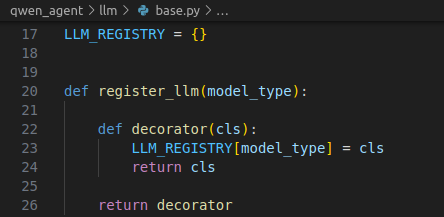 qwen_agent > llm > base.py > ...
17 LLM_REGISTRY = {}
18
19
20 def register_llm(model_type):
21
22     def decorator(cls):
23         LLM_REGISTRY[model_type] = cls
24         return cls
25
26     return decorator